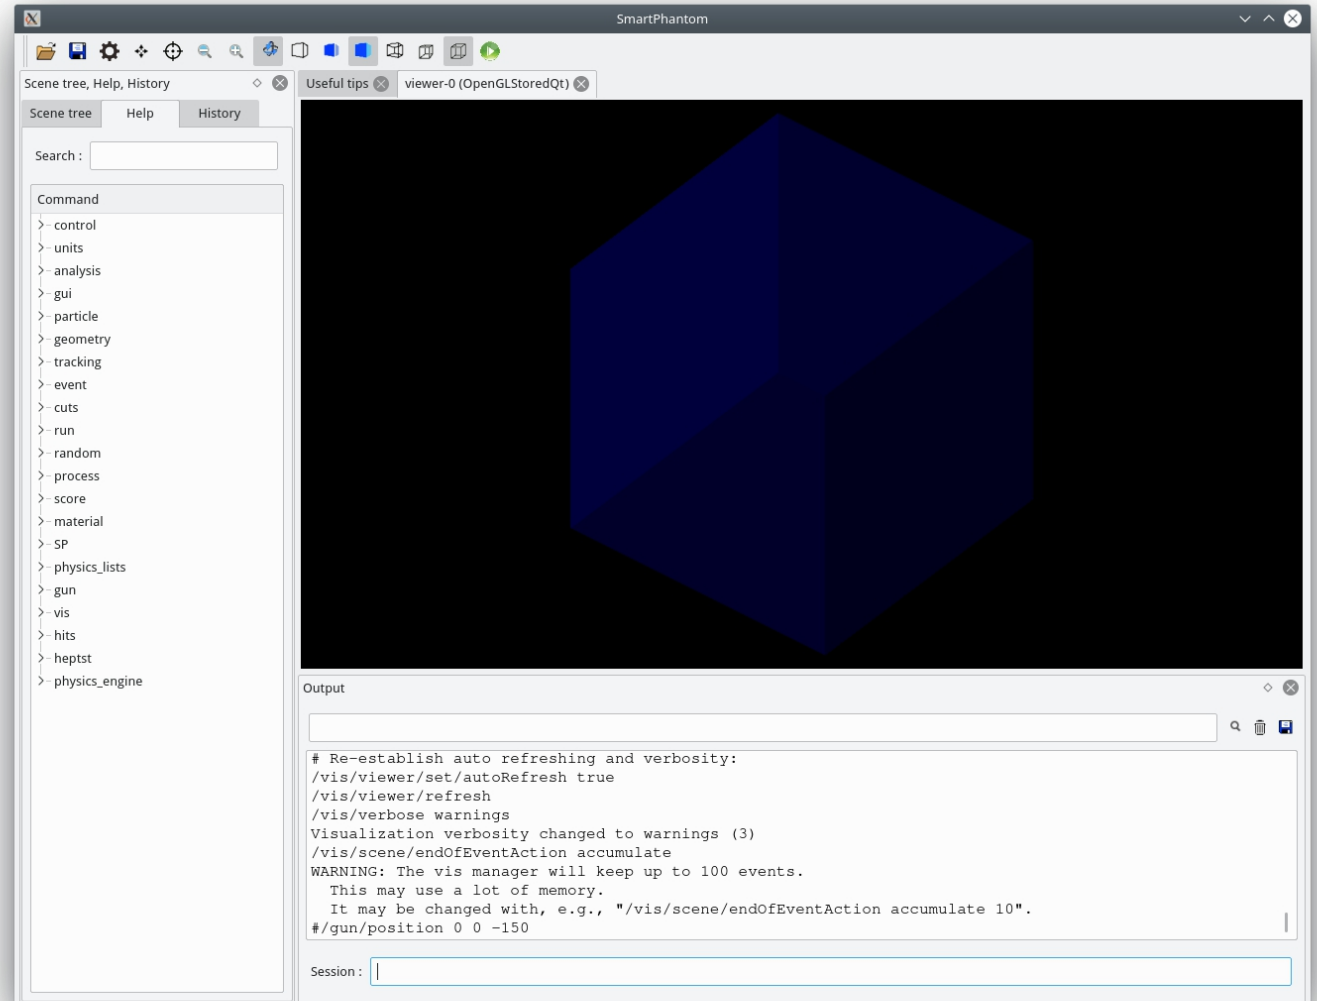 SmartPhantom
Scene tree, Help, History
Useful tips
viewer-0 (OpenGLStoredQt)
Scene tree
Help
History
Search :
Command
control
units
analysis
gui
particle
geometry
tracking
event
cuts
run
random
process
score
material
SP
physics_lists
gun
vis
hits
heptst
physics_engine
Output
# Re-establish auto refreshing and verbosity:
/vis/viewer/set/autoRefresh true
/vis/viewer/refresh
/vis/verbose warnings
Visualization verbosity changed to warnings (3)
/vis/scene/endOfEventAction accumulate
WARNING: The vis manager will keep up to 100 events.
This may use a lot of memory.
It may be changed with, e.g., "/vis/scene/endOfEventAction accumulate 10".
#/gun/position 0 0 -150
Session :